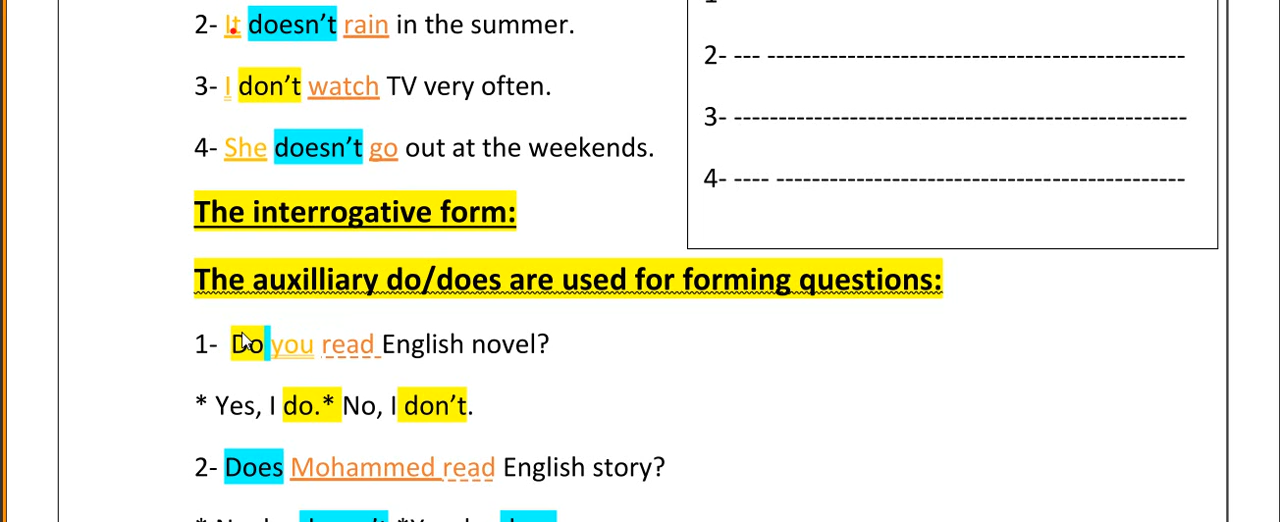 2- It doesn’t rain in the summer.
3- I don’t watch TV very often.
4- She doesn’t go out at the weekends.
The interrogative form:
The auxilliary do/does are used for forming questions:
1- Do you read English novel?
* Yes, I do.* No, I don’t.
2- Does Mohammed read English story?
2- --- ---------------------------------------------
3- -------------------------------------------------
4- ---- --------------------------------------------